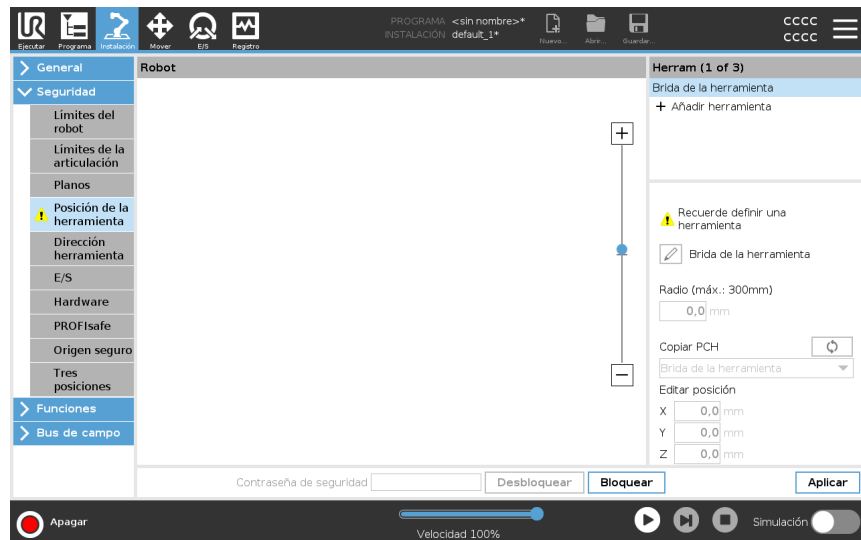 PROGRAMA <sin nombre>*
INSTALACIÓN default_1*
Ejecutar Programa Instalación Mover E/S Registro
Nuevo... Abrir... Guardar...
cccc
cccc
General
Seguridad
Límites del
robot
Límites de la
articulación
Planos
Posición de la
herramienta
Dirección
herramienta
E/S
Hardware
PROFIsafe
Origen seguro
Tres
posiciones
Funciones
Bus de campo
Robot
Herram (1 of 3)
Brida de la herramienta
+ Añadir herramienta
Recuerde definir una
herramienta
Brida de la herramienta
Radio (máx.: 300mm)
0,0 mm
Copiar PCH
Brida de la herramienta
Editar posición
X 0,0 mm
Y 0,0 mm
Z 0,0 mm
Contraseña de seguridad Desbloquear Bloquear Aplicar
Apagar
Velocidad 100%
Simulación